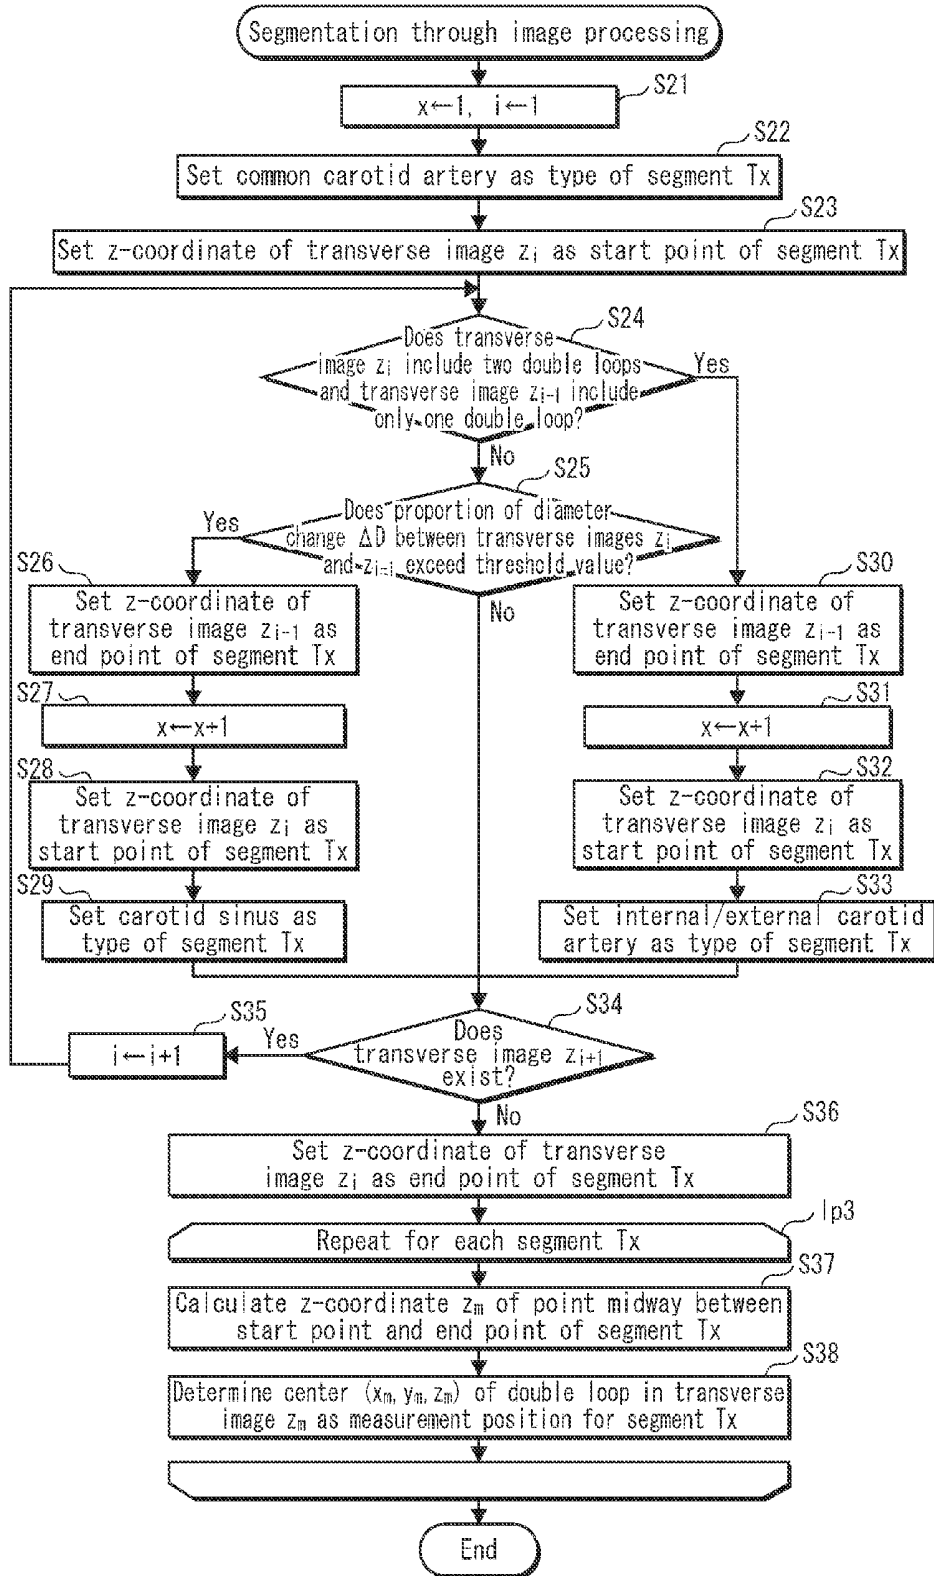 Segmentation through image processing
S21
x←1, i←1
S22
Set common carotid artery as type of segment Tx
S23
Set z-coordinate of transverse image zi as start point of segment Tx
S24
Does transverse
image zi include two double loops
and transverse image zi-1 include
only one double loop?
Yes
No
S25
Does proportion of diameter
change ΔD between transverse images zi
and zi-1 exceed threshold value?
Yes
No
S26
Set z-coordinate of
transverse image zi-1 as
end point of segment Tx
S30
Set z-coordinate of
transverse image zi-1 as
end point of segment Tx
S27
x←x+1
S31
x←x+1
S28
Set z-coordinate of
transverse image zi as
start point of segment Tx
S32
Set z-coordinate of
transverse image zi as
start point of segment Tx
S29
Set carotid sinus as
type of segment Tx
S33
Set internal/external carotid
artery as type of segment Tx
S34
Does
transverse image zi+1
exist?
Yes
No
S35
i←i+1
S36
Set z-coordinate of transverse
image zi as end point of segment Tx
lp3
Repeat for each segment Tx
S37
Calculate z-coordinate zm of point midway between
start point and end point of segment Tx
S38
Determine center (xm, ym, zm) of double loop in transverse
image zm as measurement position for segment Tx
End